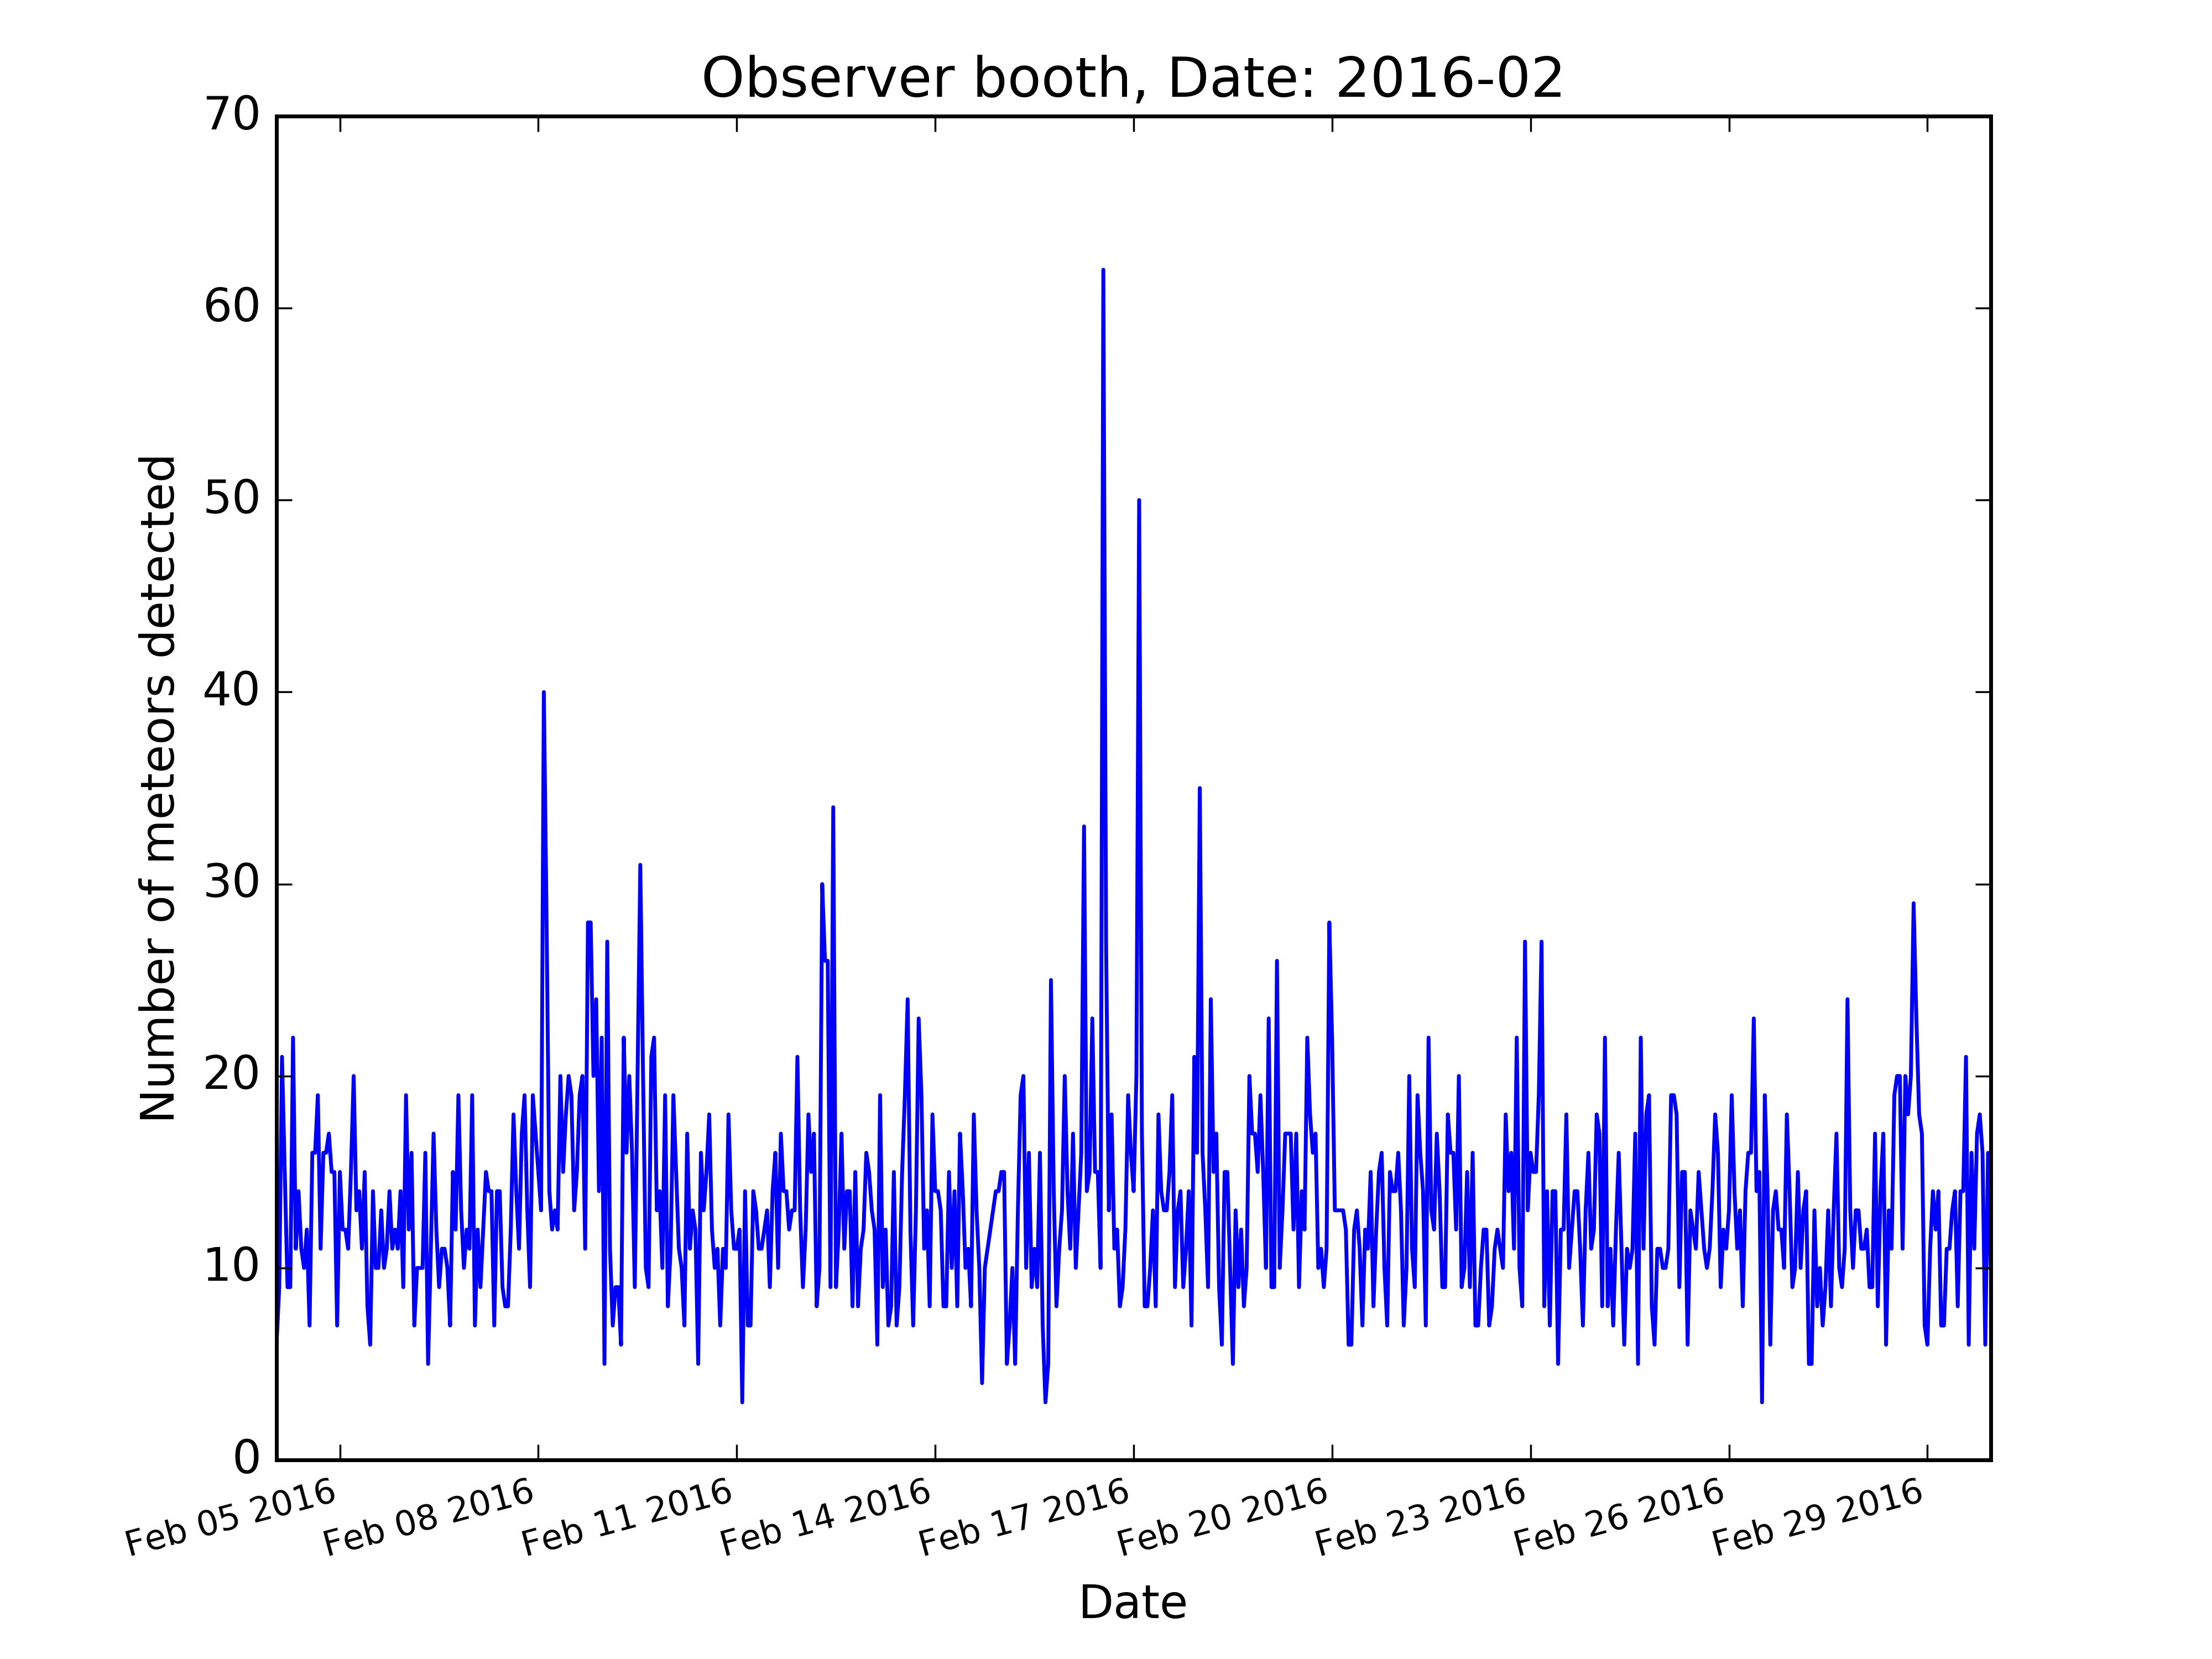 Observer booth, Date: 2016-02
70
60
50
40
30
20
10
0
Number of meteors detected
Feb 05 2016
Feb 08 2016
Feb 11 2016
Feb 14 2016
Feb 17 2016
Feb 20 2016
Feb 23 2016
Feb 26 2016
Feb 29 2016
Date